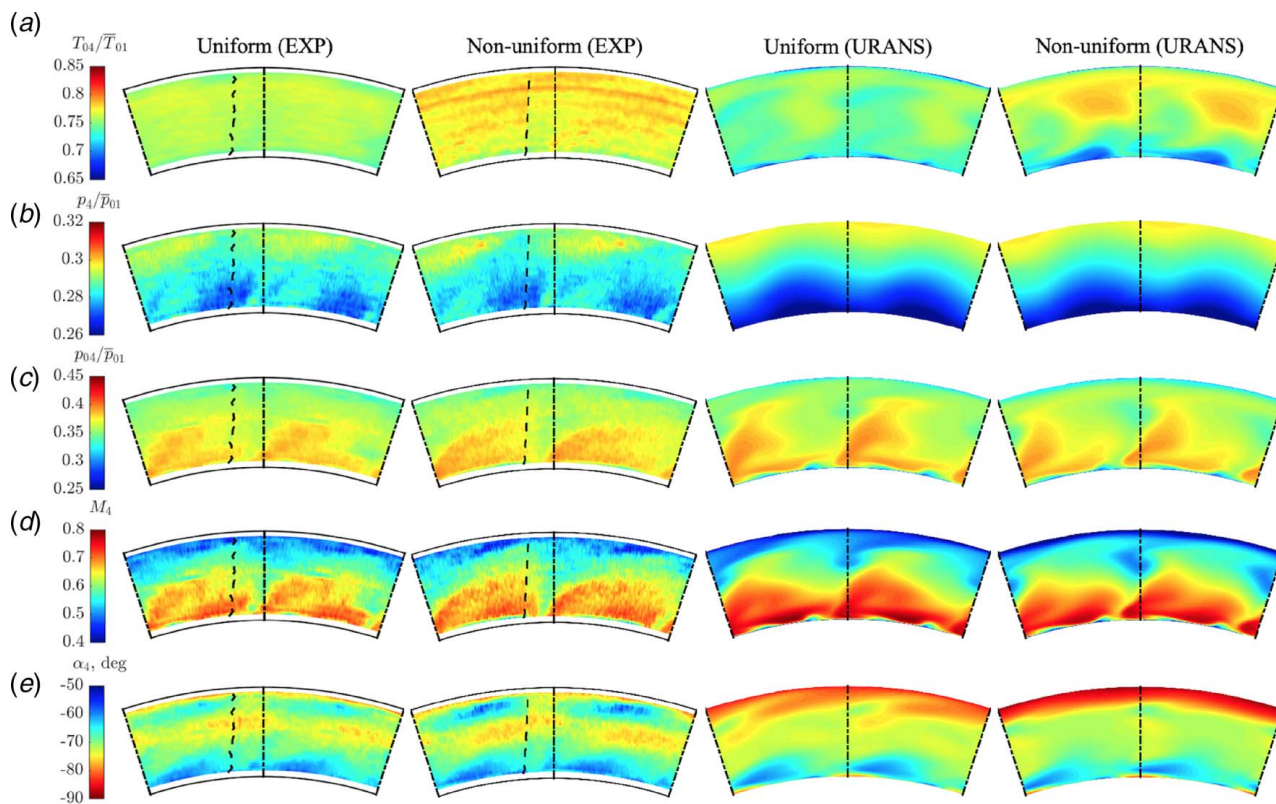 (a)
T04/T̅01
Uniform (EXP)
Non-uniform (EXP)
Uniform (URANS)
Non-uniform (URANS)
0.85
0.8
0.75
0.7
0.65
(b)
p4/p̅01
0.32
0.3
0.28
0.26
(c)
p04/p̅01
0.45
0.4
0.35
0.3
0.25
(d)
M4
0.8
0.7
0.6
0.5
0.4
(e)
α4, deg
-50
-60
-70
-80
-90